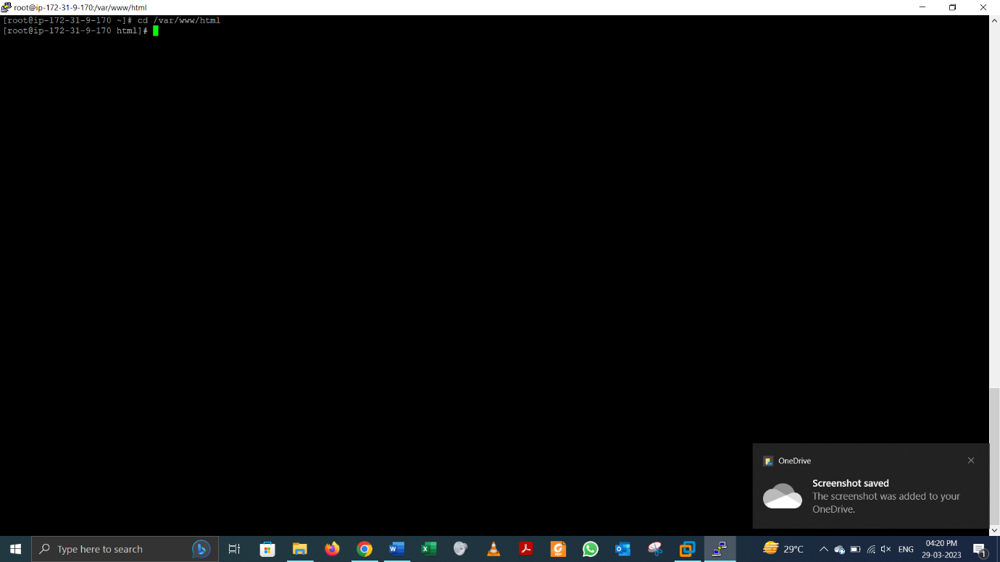 root@ip-172-31-9-170:/var/www/html
[root@ip-172-31-9-170 ~]# cd /var/www/html
[root@ip-172-31-9-170 html]#
OneDrive
Screenshot saved
The screenshot was added to your
OneDrive.
Type here to search
29°C
ENG
04:20 PM
29-03-2023
1